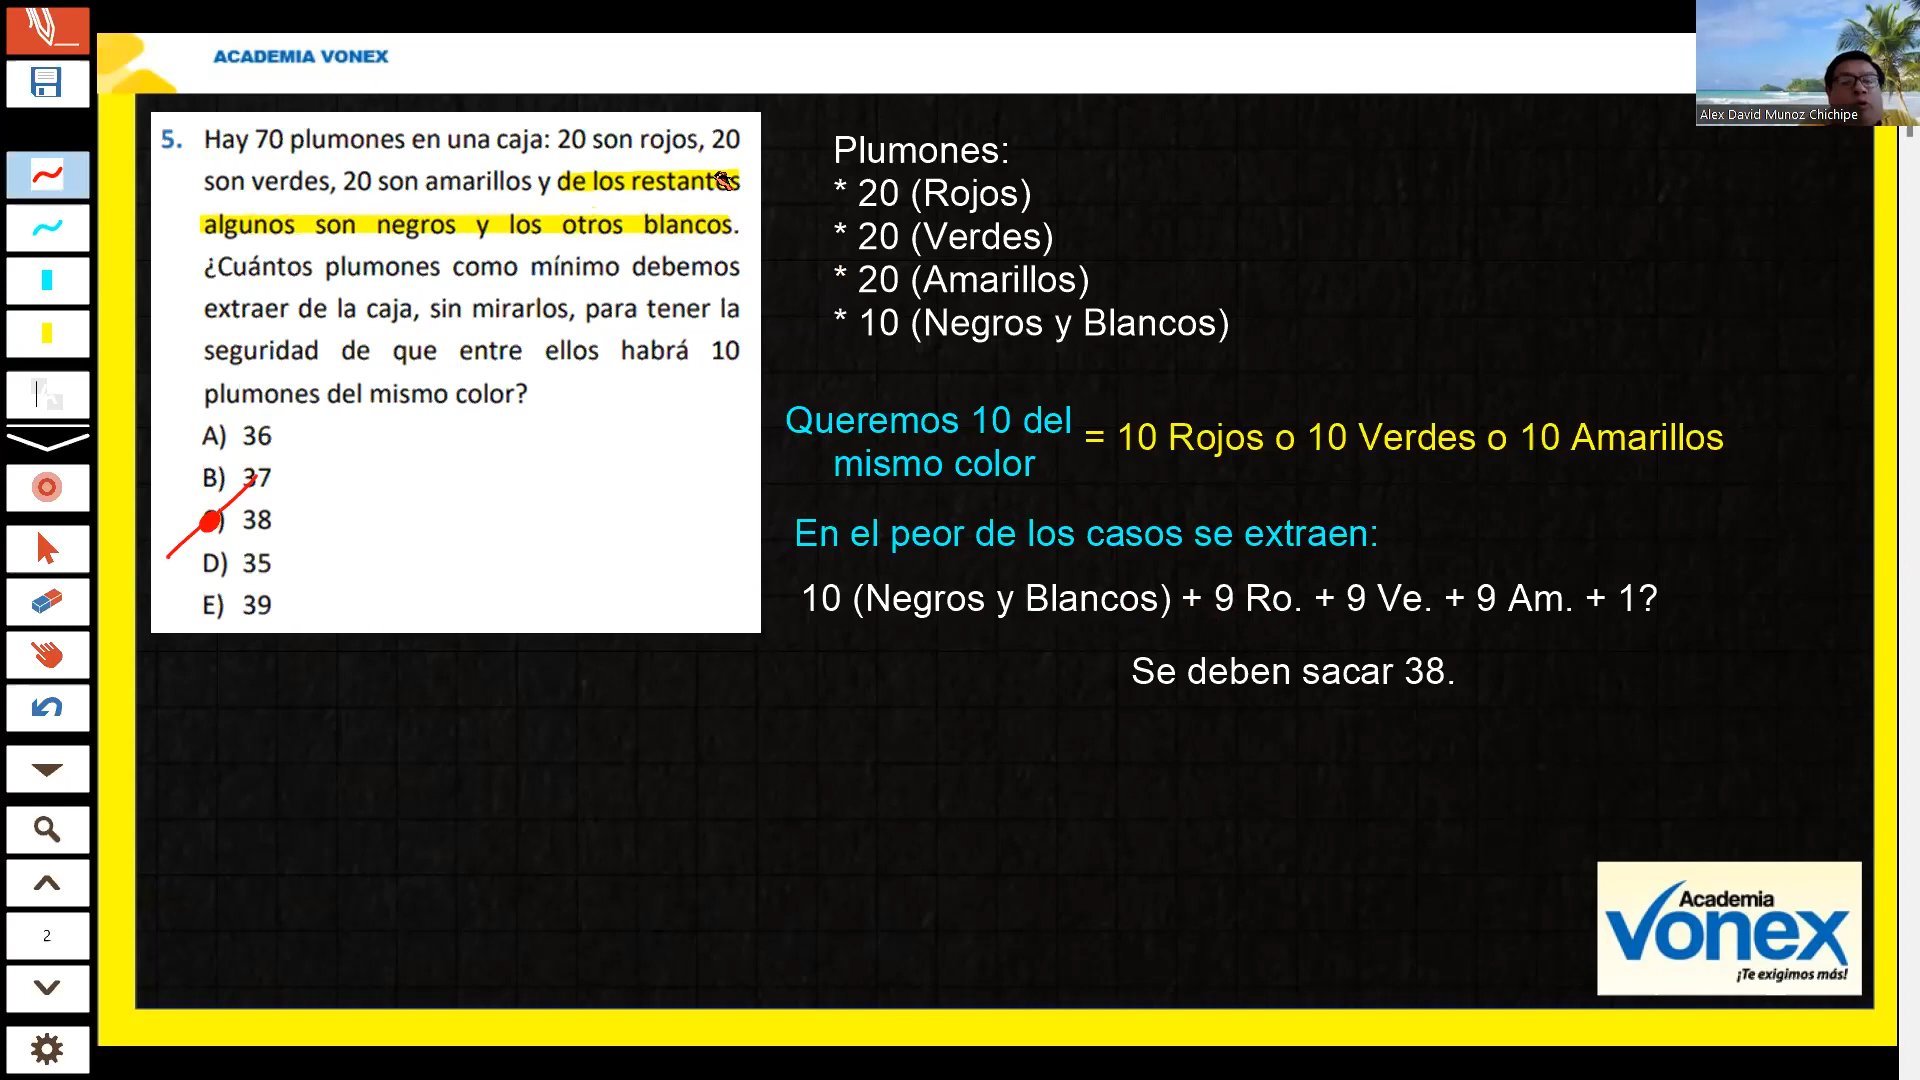 ACADEMIA VONEX
Alex David Munoz Chichipe
5. Hay 70 plumones en una caja: 20 son rojos, 20
son verdes, 20 son amarillos y de los restantes
algunos son negros y los otros blancos.
¿Cuántos plumones como mínimo debemos
extraer de la caja, sin mirarlos, para tener la
seguridad de que entre ellos habrá 10
plumones del mismo color?
A) 36
B) 37
C) 38
D) 35
E) 39
Plumones:
* 20 (Rojos)
* 20 (Verdes)
* 20 (Amarillos)
* 10 (Negros y Blancos)
Queremos 10 del
mismo color
= 10 Rojos o 10 Verdes o 10 Amarillos
En el peor de los casos se extraen:
10 (Negros y Blancos) + 9 Ro. + 9 Ve. + 9 Am. + 1?
Se deben sacar 38.
2
Academia
vonex
¡Te exigimos más!